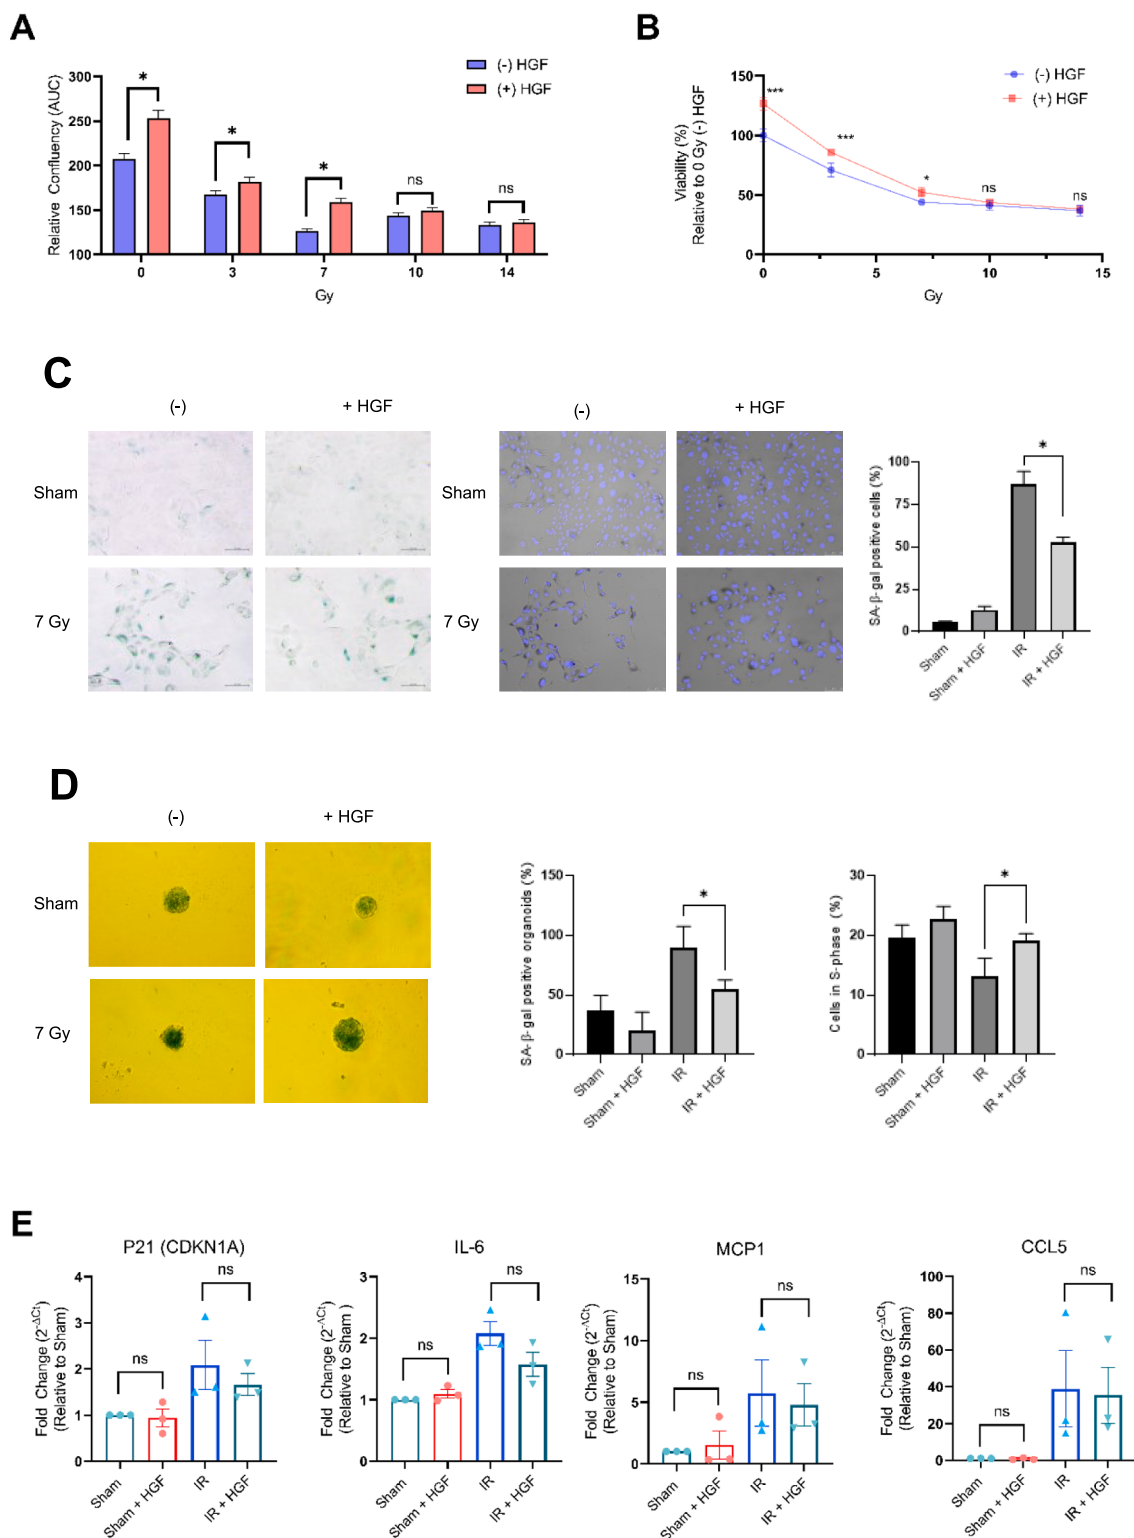 A
(-) HGF
(+) HGF
Relative Confluency (AUC)
300
250
200
150
100
*
*
*
ns
ns
0
3
7
10
14
Gy
B
(-) HGF
(+) HGF
Viability (%)
Relative to 0 Gy (-) HGF
150
100
50
0
***
***
*
ns
ns
0
5
10
15
Gy
C
(-)
+ HGF
(-)
+ HGF
Sham
Sham
7 Gy
7 Gy
SA-β-gal positive cells (%)
100
75
50
25
0
*
Sham
Sham + HGF
IR
IR + HGF
D
(-)
+ HGF
Sham
7 Gy
SA-β-gal positive organoids (%)
150
100
50
0
*
Sham
Sham + HGF
IR
IR + HGF
Cells in S-phase (%)
30
20
10
0
*
Sham
Sham + HGF
IR
IR + HGF
E
P21 (CDKN1A)
Fold Change (2^-ΔCt)
(Relative to Sham)
4
3
2
1
0
ns
ns
Sham
Sham + HGF
IR
IR + HGF
IL-6
Fold Change (2^-ΔCt)
(Relative to Sham )
3
2
1
0
ns
ns
Sham
Sham + HGF
IR
IR + HGF
MCP1
Fold Change (2^-ΔCt)
(Relative to Sham)
15
10
5
0
ns
ns
Sham
Sham + HGF
IR
IR + HGF
CCL5
Fold Change (2^-ΔCt)
(Relative to Sham)
100
80
60
40
20
0
ns
ns
Sham
Sham + HGF
IR
IR + HGF